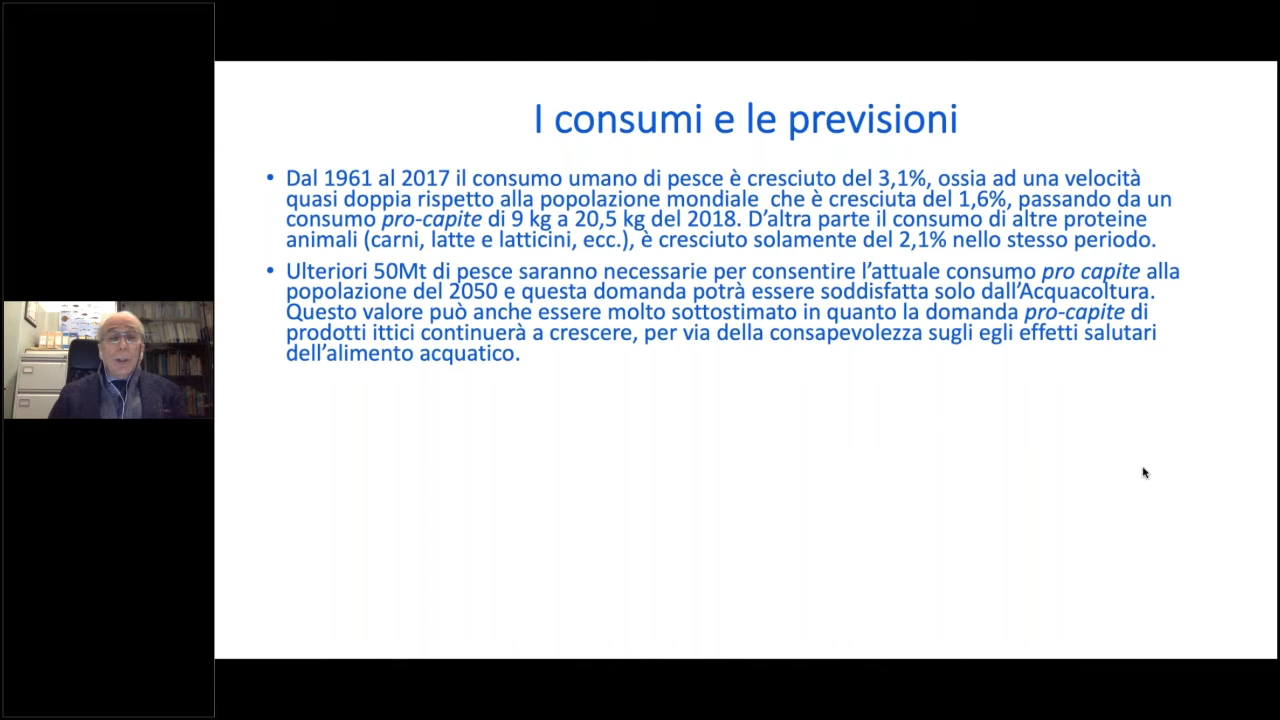 I consumi e le previsioni
• Dal 1961 al 2017 il consumo umano di pesce è cresciuto del 3,1%, ossia ad una velocità
quasi doppia rispetto alla popolazione mondiale  che è cresciuta del 1,6%, passando da un
consumo pro-capite di 9 kg a 20,5 kg del 2018. D’altra parte il consumo di altre proteine
animali (carni, latte e latticini, ecc.), è cresciuto solamente del 2,1% nello stesso periodo.
• Ulteriori 50Mt di pesce saranno necessarie per consentire l’attuale consumo pro capite alla
popolazione del 2050 e questa domanda potrà essere soddisfatta solo dall’Acquacoltura.
Questo valore può anche essere molto sottostimato in quanto la domanda pro-capite di
prodotti ittici continuerà a crescere, per via della consapevolezza sugli egli effetti salutari
dell’alimento acquatico.